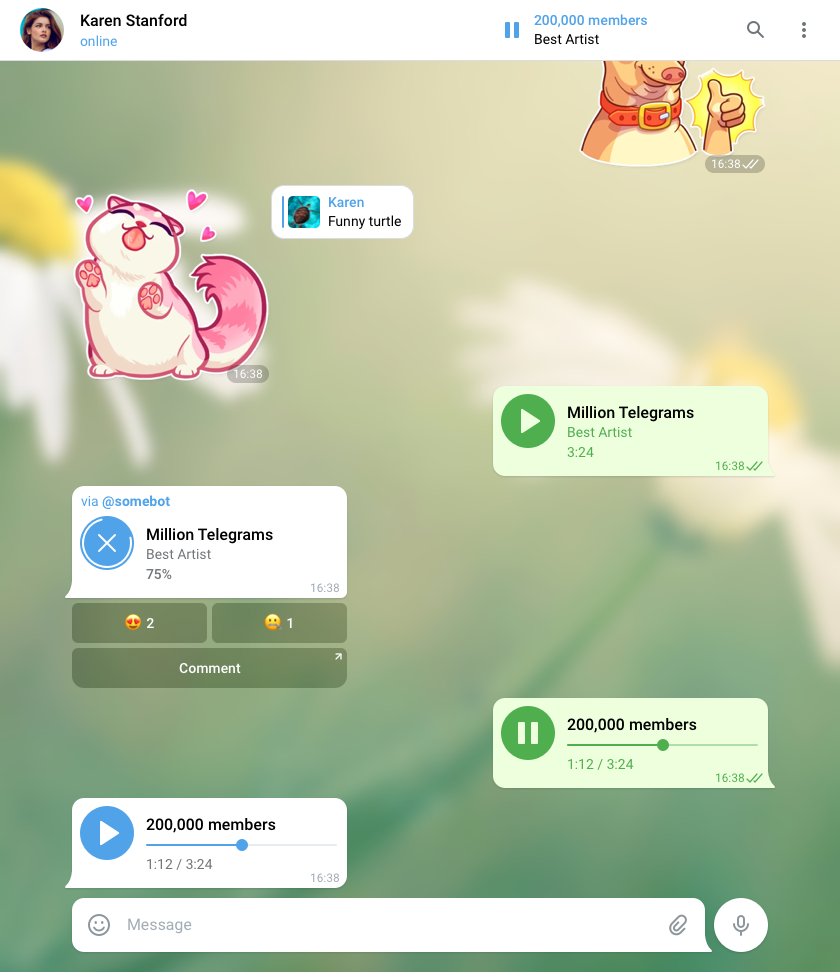 Karen Stanford
online
200,000 members
Best Artist
16:38
Karen
Funny turtle
16:38
Million Telegrams
Best Artist
3:24
16:38
via @somebot
Million Telegrams
Best Artist
75%
16:38
😍 2
🤐 1
Comment
200,000 members
1:12 / 3:24
16:38
200,000 members
1:12 / 3:24
16:38
Message